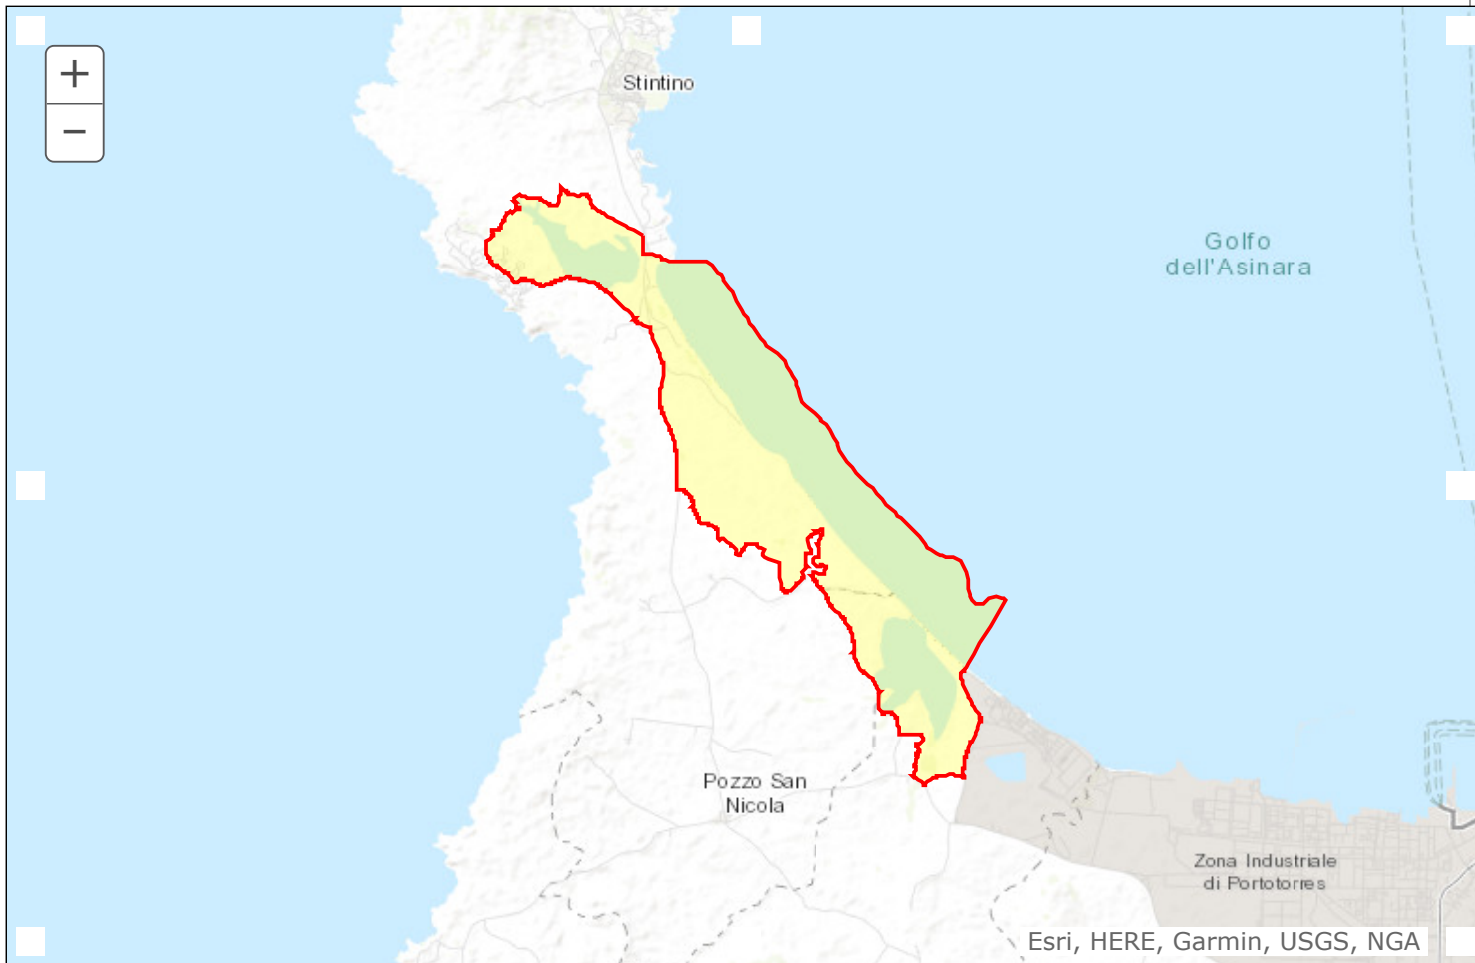 +
Stintino
−
Golfo
dell'Asinara
Pozzo San
Nicola
Zona Industriale
di Portotorres
Esri, HERE, Garmin, USGS, NGA